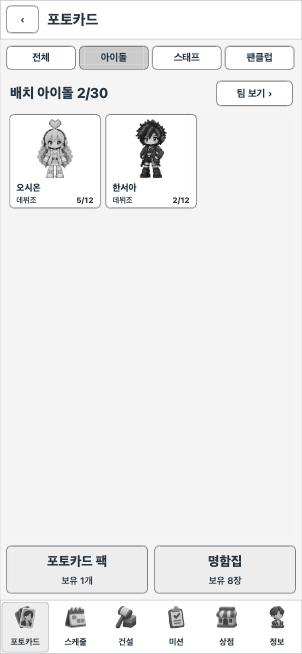 ‹ 포토카드
전체 아이돌 스태프 팬클럽
배치 아이돌 2/30 팀 보기 ›
오시온 한서아
데뷔조 5/12 데뷔조 2/12
포토카드 팩 명함집
보유 1개 보유 8장
포토카드 스케줄 건설 미션 상점 정보